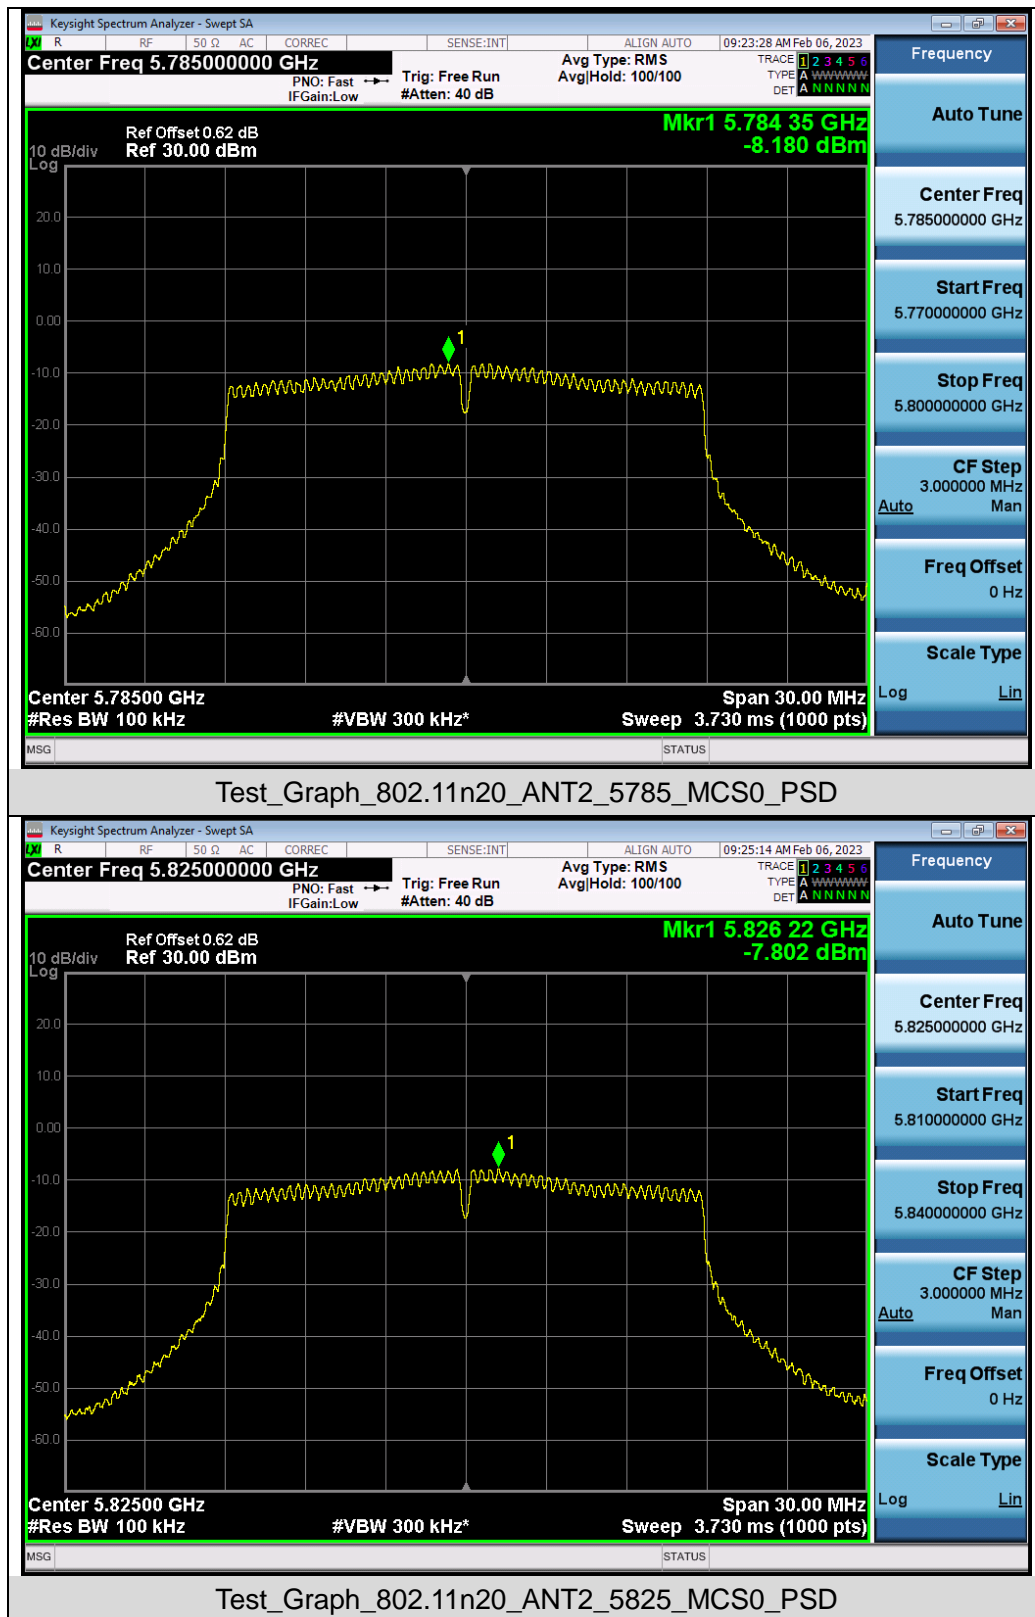 Keysight Spectrum Analyzer - Swept SA
LXI R RF 50 Ω AC CORREC SENSE:INT ALIGN AUTO 09:23:28 AM Feb 06, 2023
Center Freq 5.785000000 GHz
PNO: Fast
IFGain:Low
Trig: Free Run
#Atten: 40 dB
Avg Type: RMS
Avg|Hold: 100/100
TRACE 1 2 3 4 5 6
TYPE A WWWWW
DET A N N N N N
Ref Offset 0.62 dB
Ref 30.00 dBm
10 dB/div
Log
Mkr1 5.784 35 GHz
-8.180 dBm
20.0
10.0
0.00
-10.0
-20.0
-30.0
-40.0
-50.0
-60.0
1
Center 5.78500 GHz
Span 30.00 MHz
#Res BW 100 kHz
#VBW 300 kHz*
Sweep 3.730 ms (1000 pts)
MSG
STATUS
Frequency
Auto Tune
Center Freq
5.785000000 GHz
Start Freq
5.770000000 GHz
Stop Freq
5.800000000 GHz
CF Step
3.000000 MHz
Auto Man
Freq Offset
0 Hz
Scale Type
Log Lin
Test_Graph_802.11n20_ANT2_5785_MCS0_PSD
Keysight Spectrum Analyzer - Swept SA
LXI R RF 50 Ω AC CORREC SENSE:INT ALIGN AUTO 09:25:14 AM Feb 06, 2023
Center Freq 5.825000000 GHz
PNO: Fast
IFGain:Low
Trig: Free Run
#Atten: 40 dB
Avg Type: RMS
Avg|Hold: 100/100
TRACE 1 2 3 4 5 6
TYPE A WWWWW
DET A N N N N N
Ref Offset 0.62 dB
Ref 30.00 dBm
10 dB/div
Log
Mkr1 5.826 22 GHz
-7.802 dBm
20.0
10.0
0.00
-10.0
-20.0
-30.0
-40.0
-50.0
-60.0
1
Center 5.82500 GHz
Span 30.00 MHz
#Res BW 100 kHz
#VBW 300 kHz*
Sweep 3.730 ms (1000 pts)
MSG
STATUS
Frequency
Auto Tune
Center Freq
5.825000000 GHz
Start Freq
5.810000000 GHz
Stop Freq
5.840000000 GHz
CF Step
3.000000 MHz
Auto Man
Freq Offset
0 Hz
Scale Type
Log Lin
Test_Graph_802.11n20_ANT2_5825_MCS0_PSD